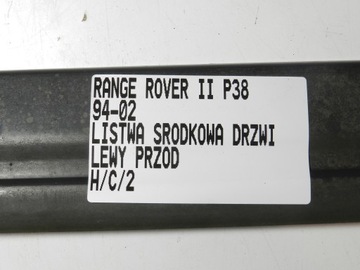 RANGE ROVER II P38
94-02
LISTWA SRODKOWA DRZWI
LEWY PRZOD
H/C/2